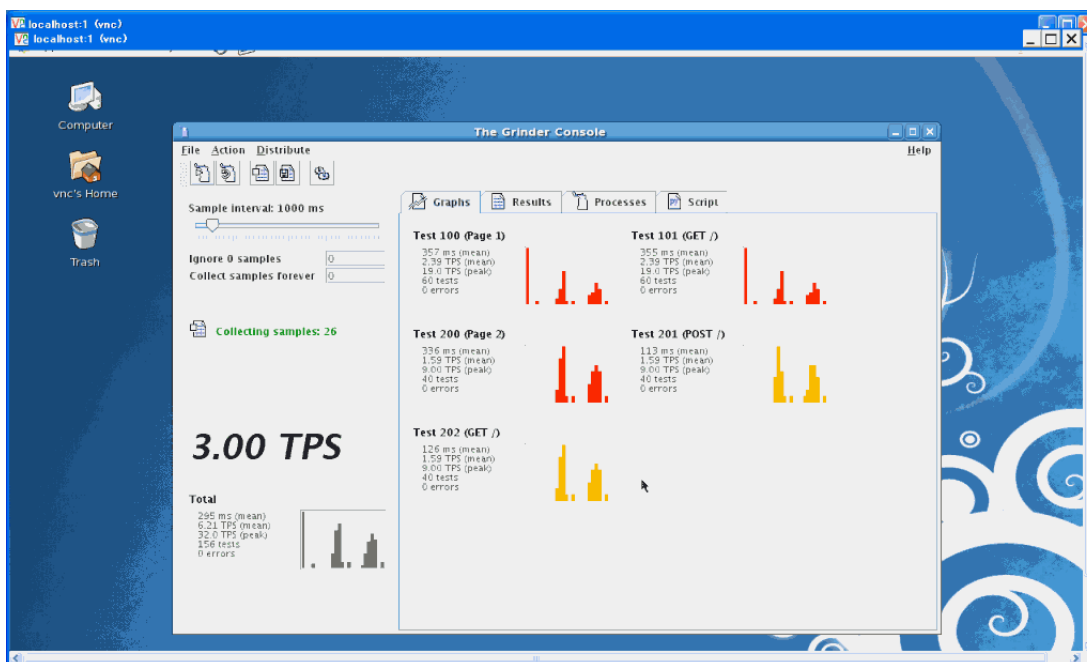 localhost:1 (vnc)
localhost:1 (vnc)
Computer
vnc's Home
Trash
The Grinder Console
File Action Distribute Help
Graphs Results Processes Script
Sample interval: 1000 ms
Ignore 0 samples 0
Collect samples forever 0
Collecting samples: 26
3.00 TPS
Total
295 ms (mean)
6.21 TPS (mean)
32.0 TPS (peak)
156 tests
0 errors
Test 100 (Page 1)
357 ms (mean)
2.39 TPS (mean)
19.0 TPS (peak)
60 tests
0 errors
Test 101 (GET /)
355 ms (mean)
2.39 TPS (mean)
19.0 TPS (peak)
60 tests
0 errors
Test 200 (Page 2)
336 ms (mean)
1.59 TPS (mean)
9.00 TPS (peak)
40 tests
0 errors
Test 201 (POST /)
113 ms (mean)
1.59 TPS (mean)
9.00 TPS (peak)
40 tests
0 errors
Test 202 (GET /)
126 ms (mean)
1.59 TPS (mean)
9.00 TPS (peak)
40 tests
0 errors